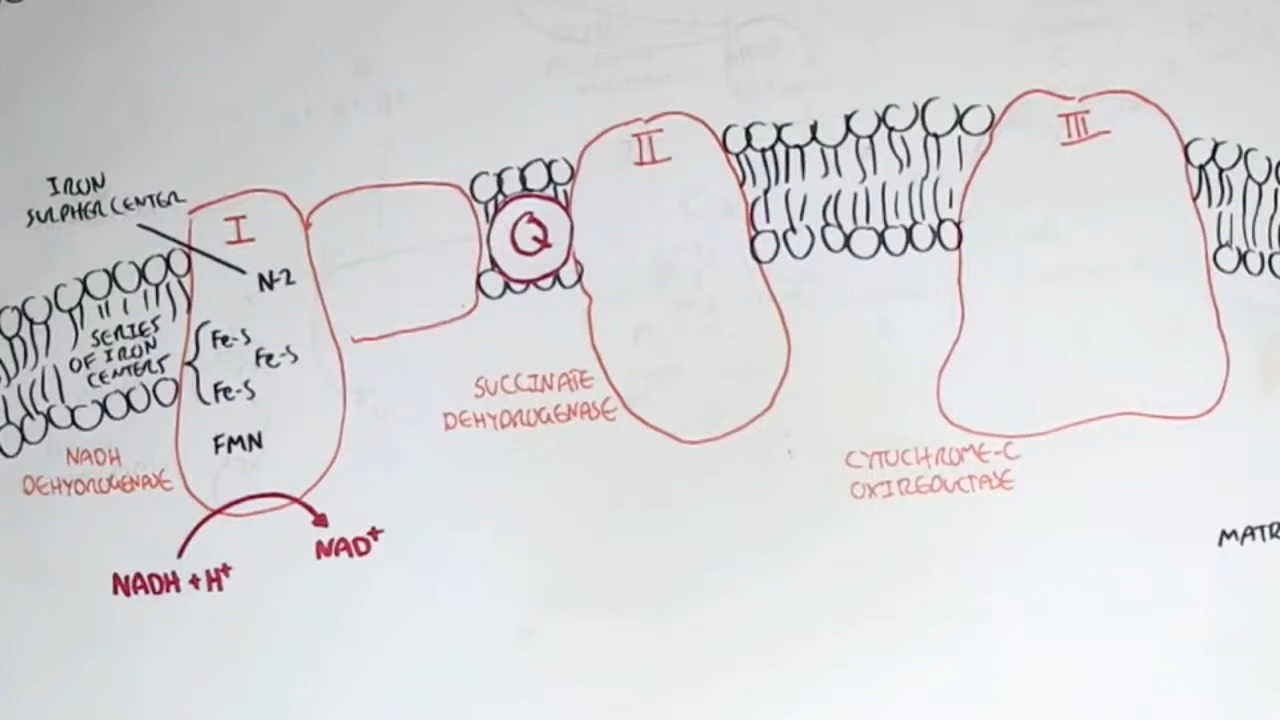 IRON
SULPHER CENTER
I
N-2
SERIES
OF IRON
CENTERS
Fe-S
Fe-S
Fe-S
FMN
NADH
DEHYDROGENASE
NADH + H⁺
NAD⁺
Q
II
SUCCINATE
DEHYDROGENASE
III
CYTOCHROME-C
OXIREDUCTASE
MATR